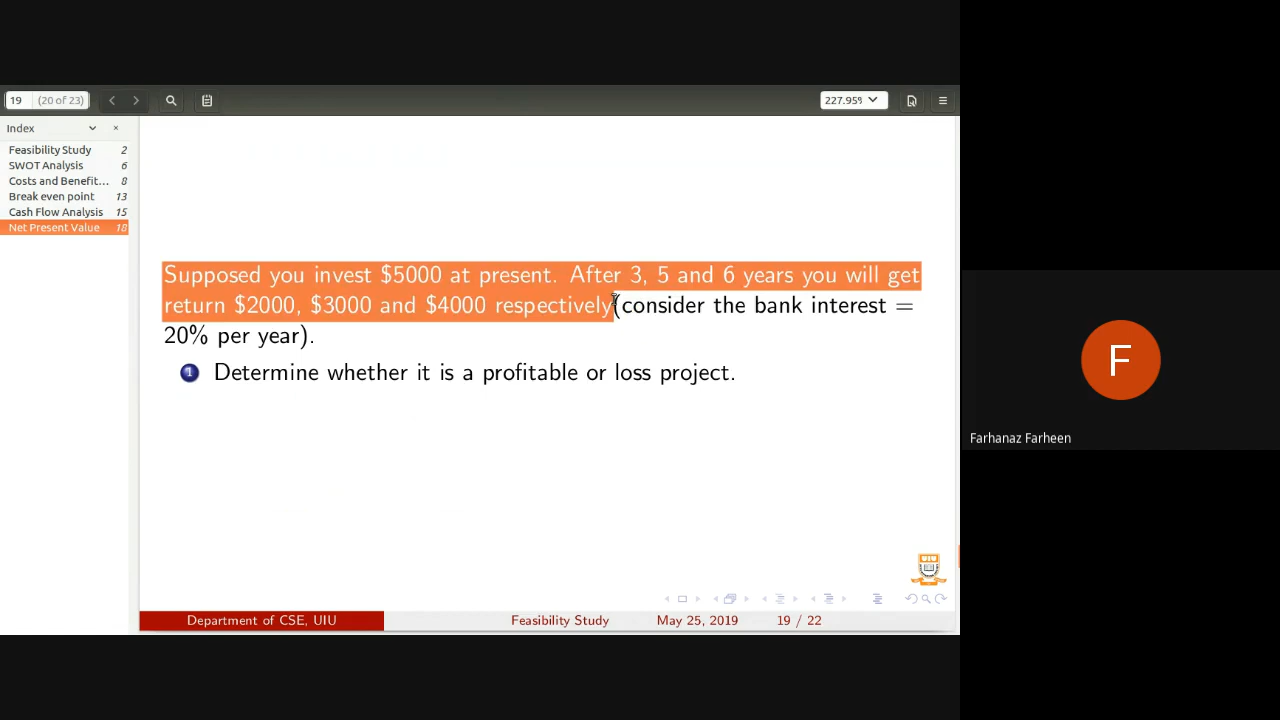 19 (20 of 23)
227.95%
Index
Feasibility Study 2
SWOT Analysis 6
Costs and Benefit... 8
Break even point 13
Cash Flow Analysis 15
Net Present Value 18
Supposed you invest $5000 at present. After 3, 5 and 6 years you will get
return $2000, $3000 and $4000 respectively(consider the bank interest =
20% per year).
1 Determine whether it is a profitable or loss project.
UIU
Department of CSE, UIU Feasibility Study May 25, 2019 19 / 22
F
Farhanaz Farheen